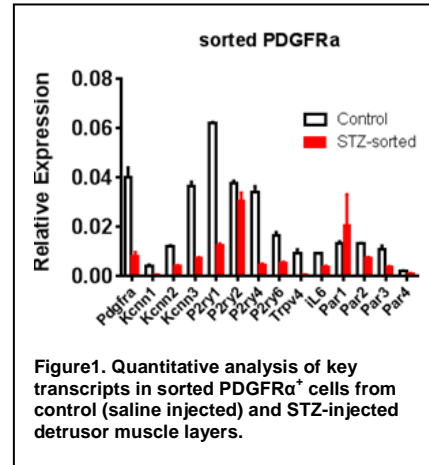 sorted PDGFRa
Relative Expression
0.08
0.06
0.04
0.02
0.00
Control
STZ-sorted
Pdgfra
Kcnn1
Kcnn2
Kcnn3
P2ry1
P2ry2
P2ry4
P2ry6
Trpv4
iL6
Par1
Par2
Par3
Par4
Figure1. Quantitative analysis of key
transcripts in sorted PDGFRα⁺ cells from
control (saline injected) and STZ-injected
detrusor muscle layers.